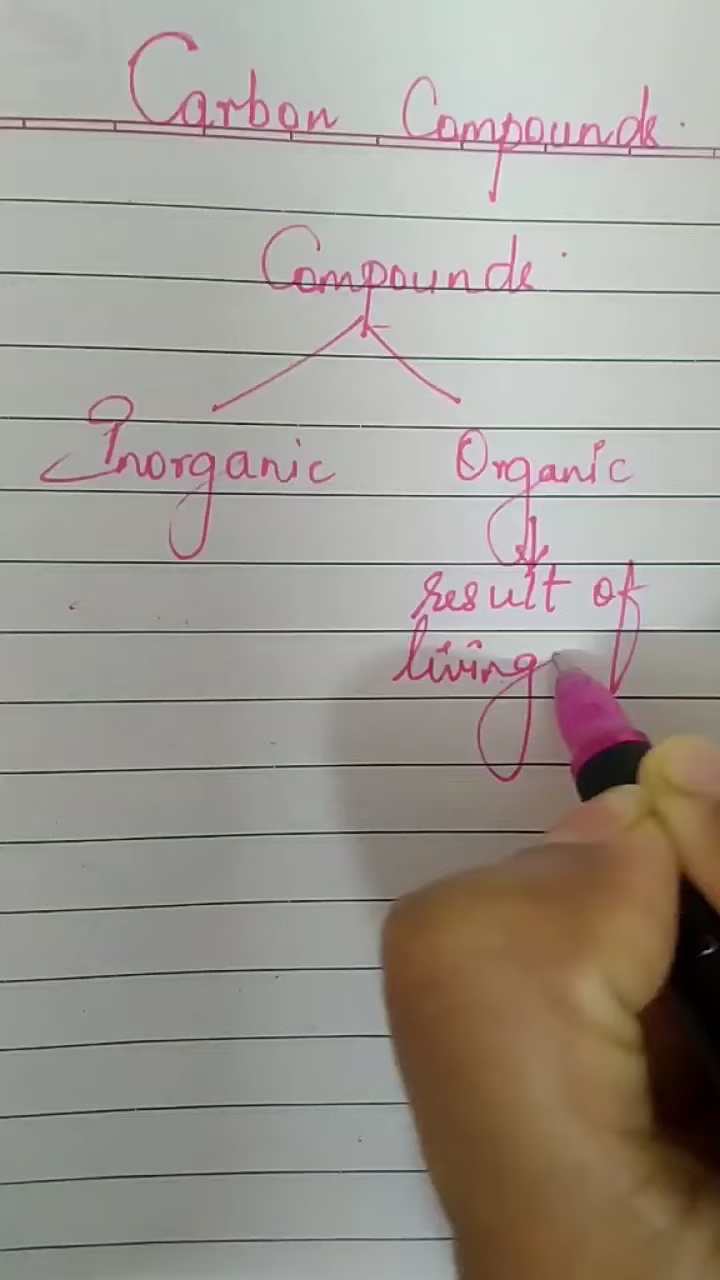 Carbon Compounds.
Compounds.
Inorganic Organic
result of
living